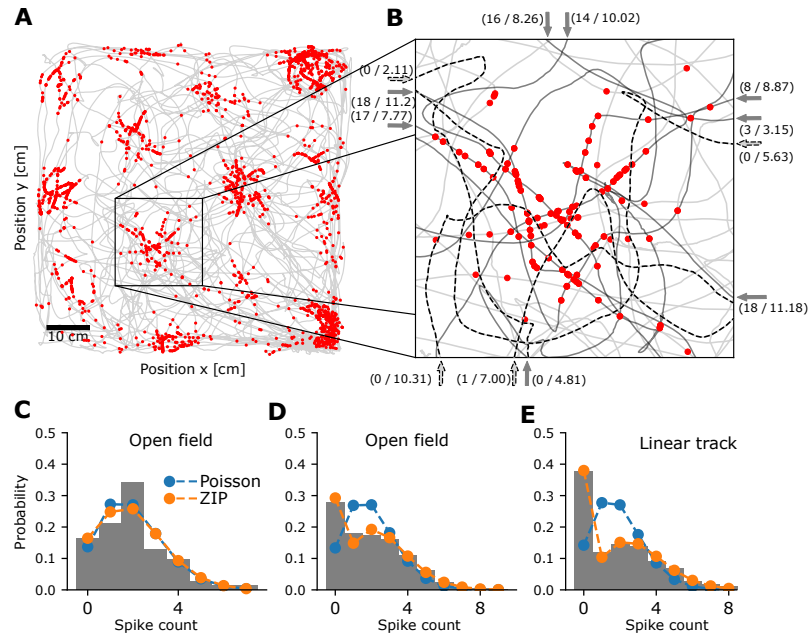 A
B
(16 / 8.26)
(14 / 10.02)
(0 / 2.11)
(18 / 11.2)
(17 / 7.77)
(8 / 8.87)
(3 / 3.15)
(0 / 5.63)
(18 / 11.18)
(0 / 10.31)
(1 / 7.00)
(0 / 4.81)
Position y [cm]
10 cm
Position x [cm]
C
Open field
Poisson
ZIP
Probability
0.5
0.4
0.3
0.2
0.1
0.0
0 4
Spike count
D
Open field
0.5
0.4
0.3
0.2
0.1
0.0
0 4 8
Spike count
E
Linear track
0.5
0.4
0.3
0.2
0.1
0.0
0 4 8
Spike count